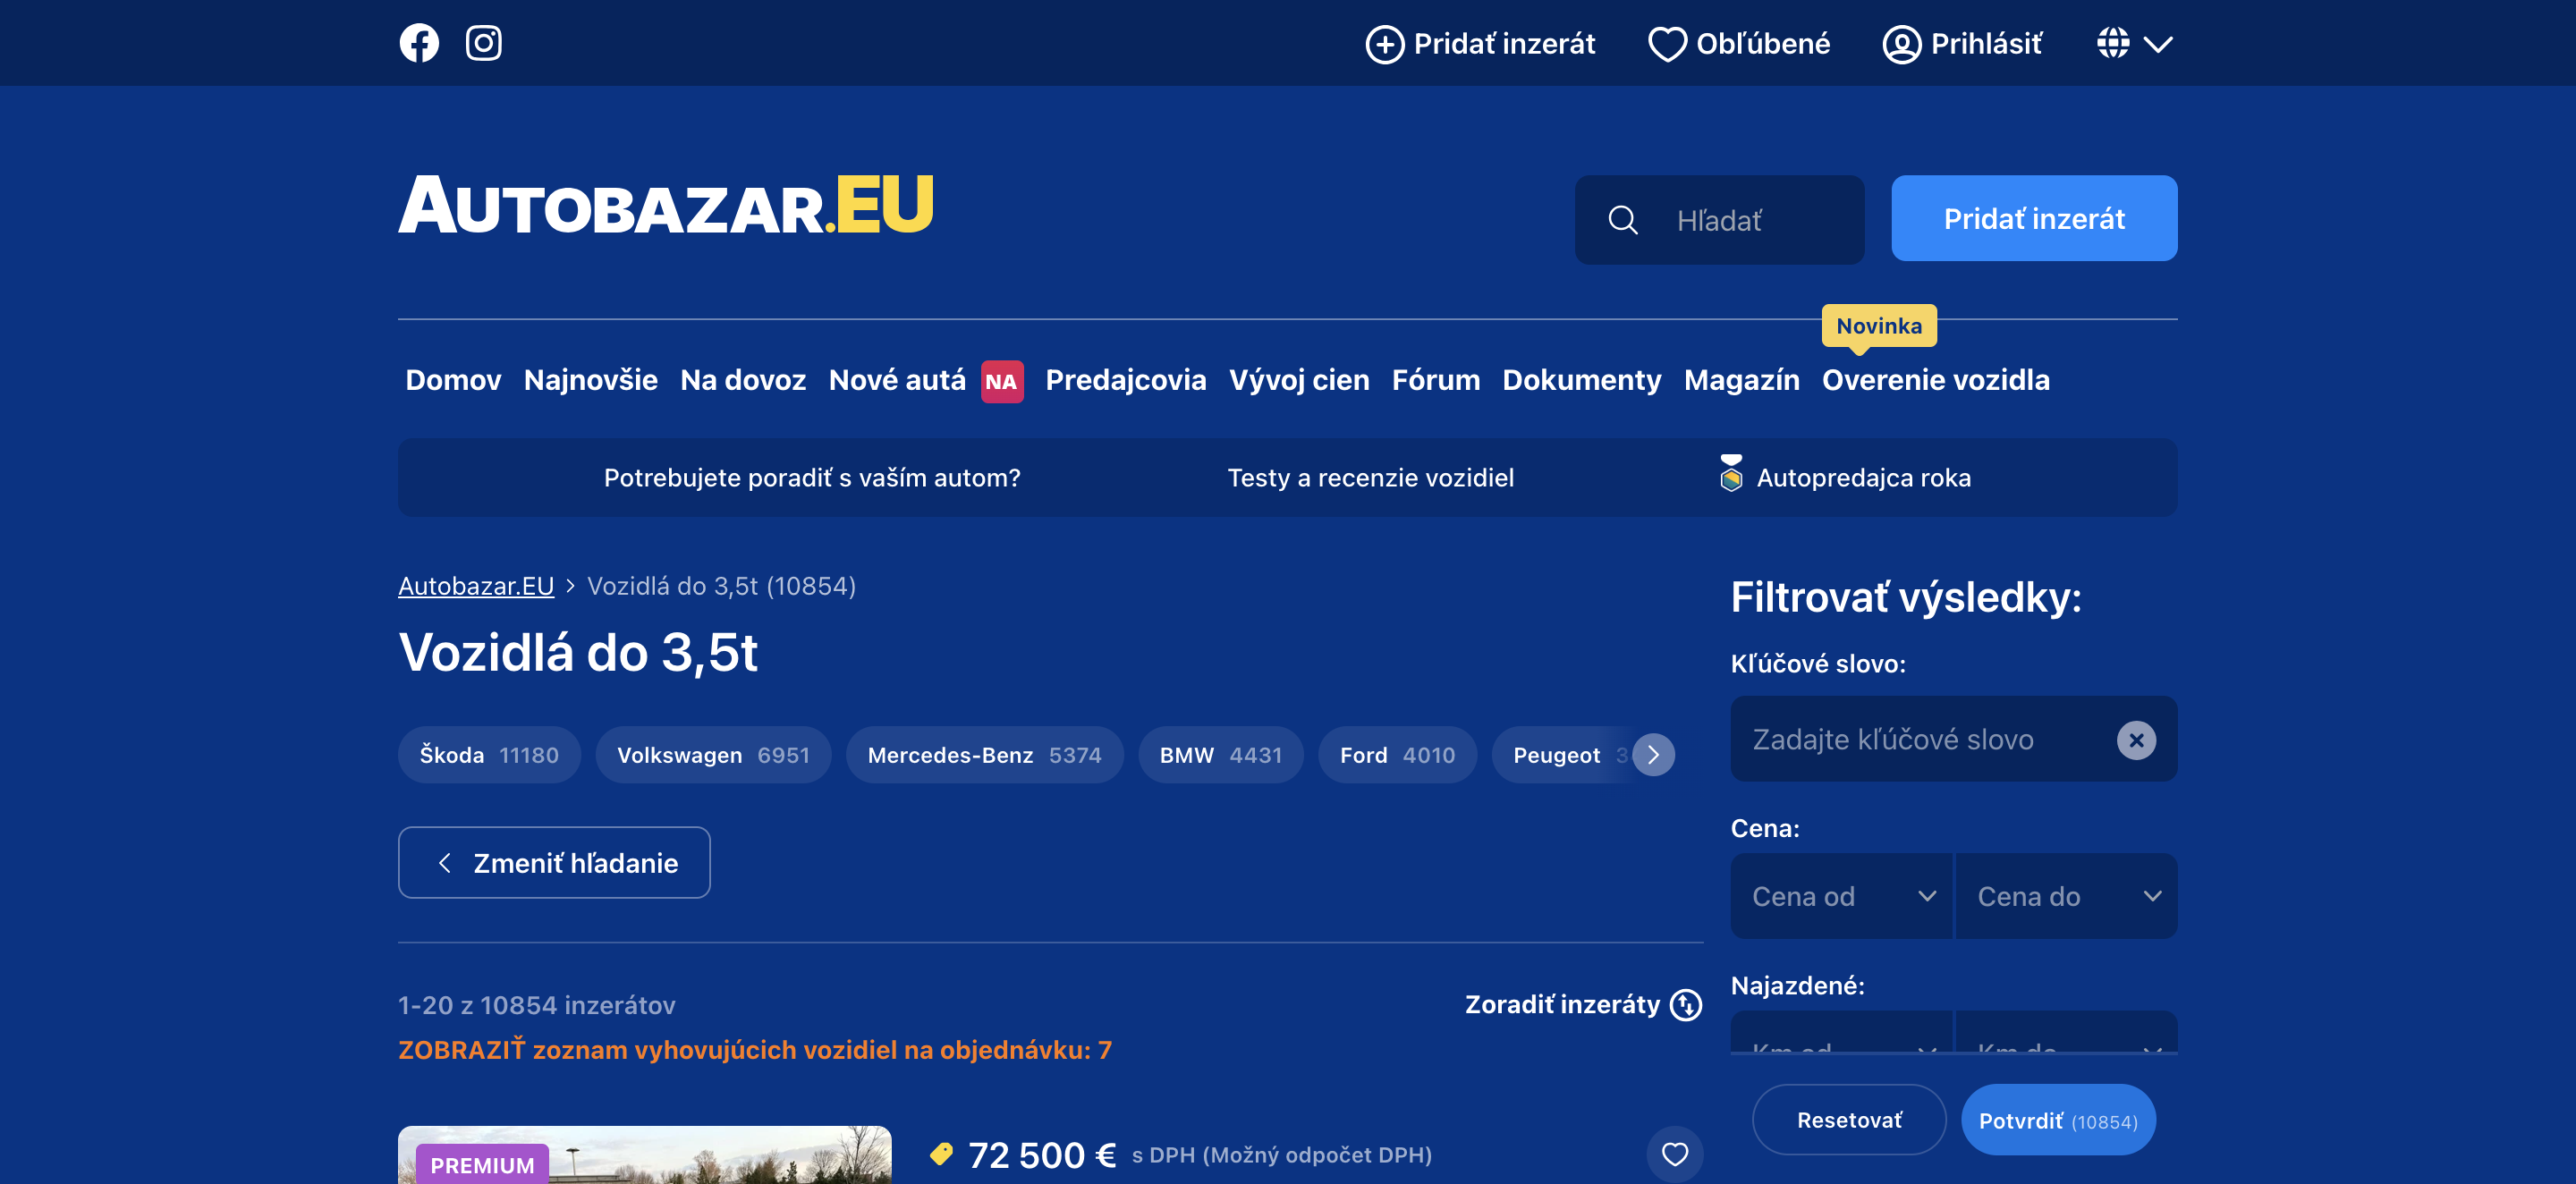 Pridať inzerát
Obľúbené
Prihlásiť
AUTOBAZAR.EU
Hľadať
Pridať inzerát
Novinka
Domov
Najnovšie
Na dovoz
Nové autá NA
Predajcovia
Vývoj cien
Fórum
Dokumenty
Magazín
Overenie vozidla
Potrebujete poradiť s vaším autom?
Testy a recenzie vozidiel
Autopredajca roka
Autobazar.EU > Vozidlá do 3,5t (10854)
Vozidlá do 3,5t
Škoda 11180
Volkswagen 6951
Mercedes-Benz 5374
BMW 4431
Ford 4010
Peugeot
Zmeniť hľadanie
1-20 z 10854 inzerátov
Zoradiť inzeráty
ZOBRAZIŤ zoznam vyhovujúcich vozidiel na objednávku: 7
PREMIUM
72 500 € s DPH (Možný odpočet DPH)
Filtrovať výsledky:
Kľúčové slovo:
Zadajte kľúčové slovo
Cena:
Cena od
Cena do
Najazdené:
Km od
Km do
Resetovať
Potvrdiť (10854)